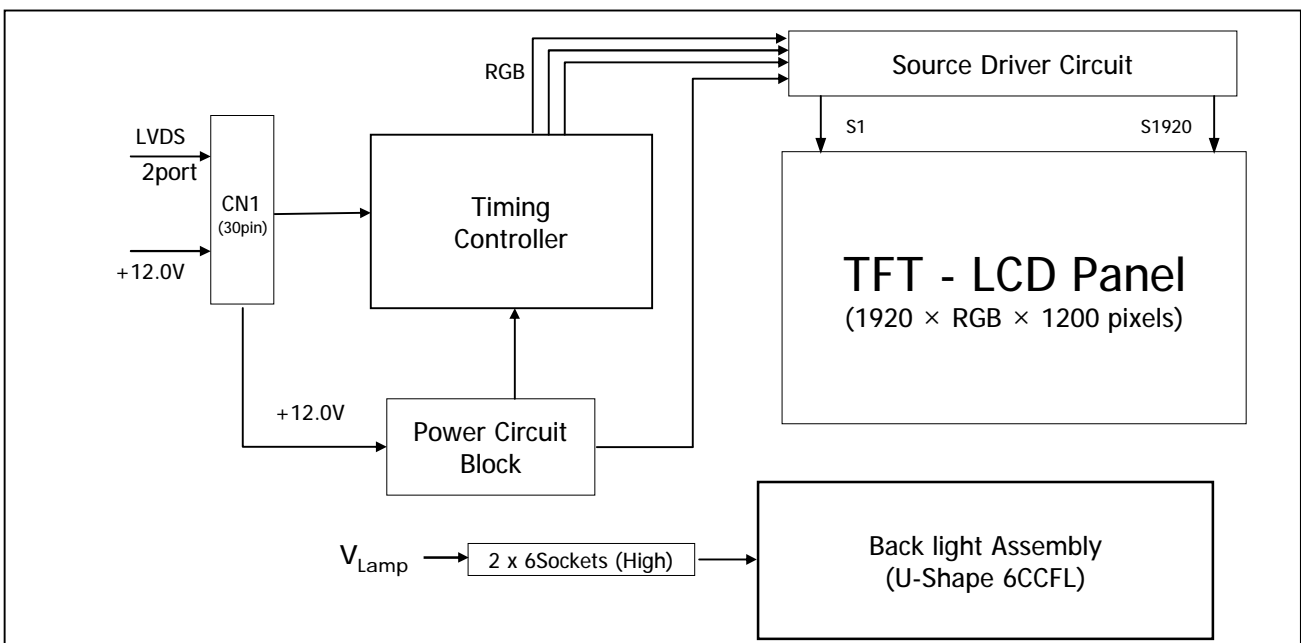 RGB
Source Driver Circuit
S1
S1920
LVDS
2port
CN1
(30pin)
+12.0V
Timing
Controller
TFT - LCD Panel
(1920 × RGB × 1200 pixels)
+12.0V
Power Circuit
Block
V_Lamp
2 x 6Sockets (High)
Back light Assembly
(U-Shape 6CCFL)